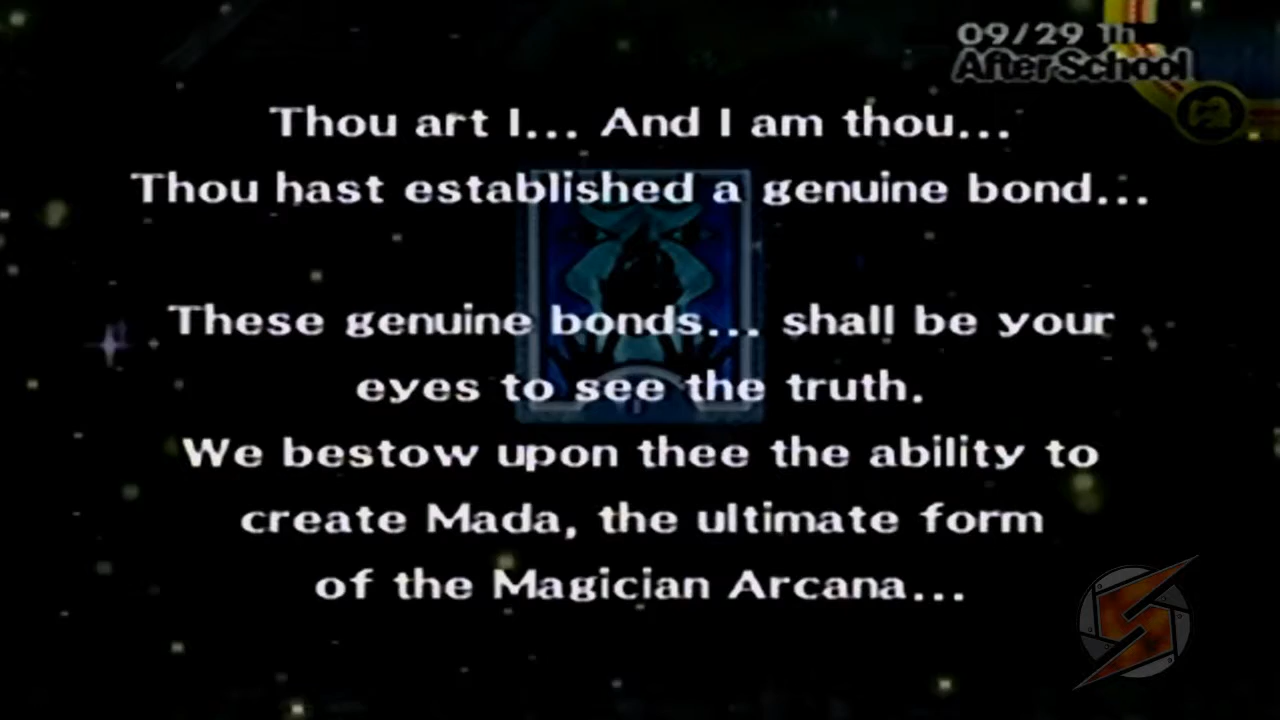 09/29 Th
After School
Thou art I... And I am thou...
Thou hast established a genuine bond...
These genuine bonds... shall be your
eyes to see the truth.
We bestow upon thee the ability to
create Mada, the ultimate form
of the Magician Arcana...